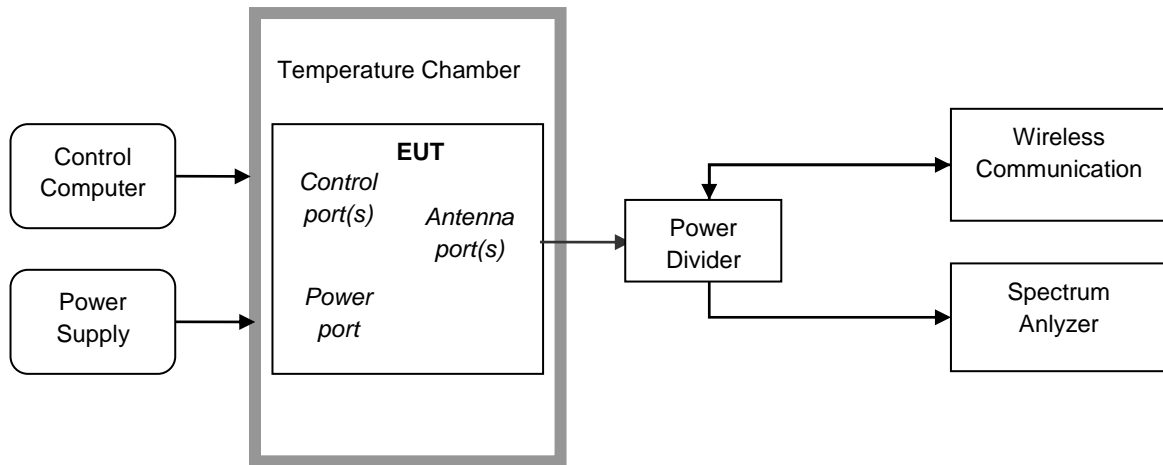 Temperature Chamber
Control
Computer
Power
Supply
EUT
Control
port(s)
Antenna
port(s)
Power
port
Power
Divider
Wireless
Communication
Spectrum
Anlyzer